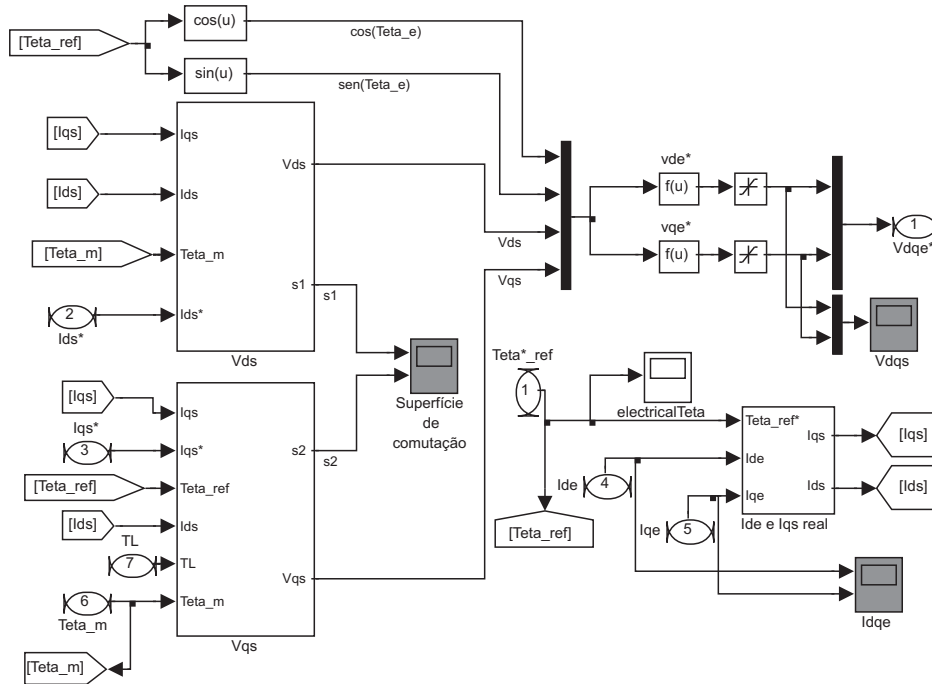 [Teta_ref]
cos(u)
cos(Teta_e)
sin(u)
sen(Teta_e)
[Iqs]
Iqs
[Ids]
Ids
Vds
[Teta_m]
Teta_m
2
Ids*
Ids*
s1
s1
Vds
Vds
Vqs
vde*
f(u)
vqe*
f(u)
1
Vdqe*
Vdqs
[Iqs]
Iqs
Iqs*
3
Iqs*
[Teta_ref]
Teta_ref
[Ids]
Ids
TL
7
TL
6
Teta_m
Teta_m
[Teta_m]
s2
s2
Vqs
Vqs
Superfície
de
comutação
Teta*_ref
1
electricalTeta
[Teta_ref]
Ide
4
Iqe
5
Teta_ref*
Ide
Iqe
Iqs
Ids
Ide e Iqs real
[Iqs]
[Ids]
Idqe